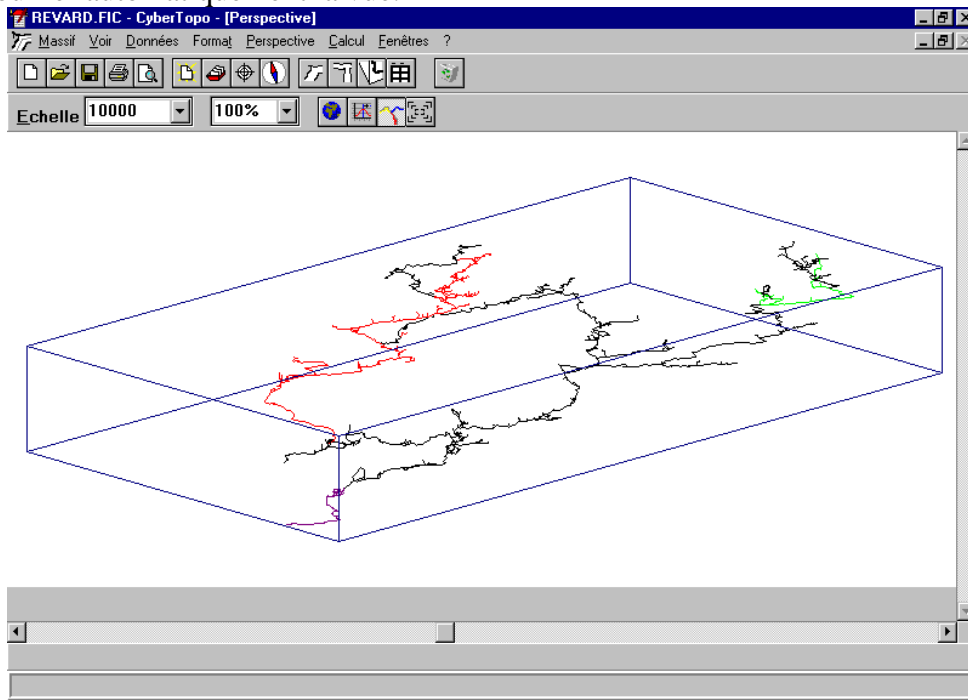 REVARD.FIC - CyberTopo - [Perspective]
Massif Voir Données Format Perspective Calcul Fenêtres ?
Echelle 10000 100%